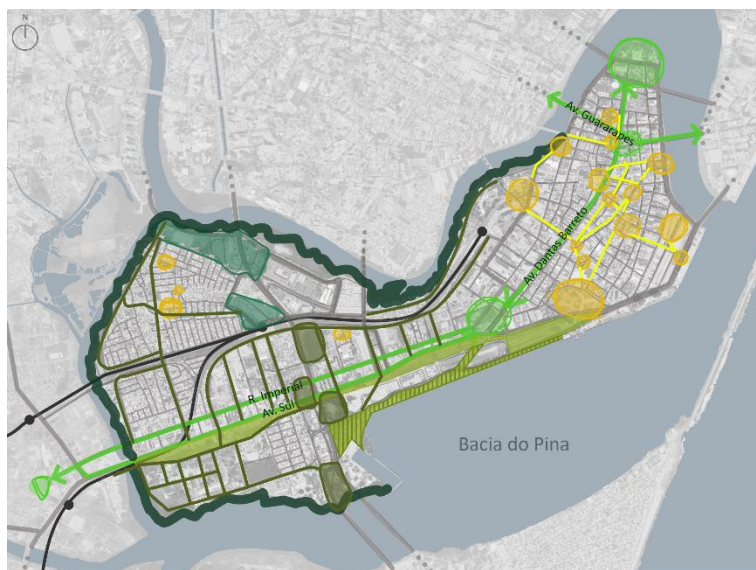 N
Av. Guararapes
Av. Dantas Barreto
R. Imperial
Av. Sul
Bacia do Pina